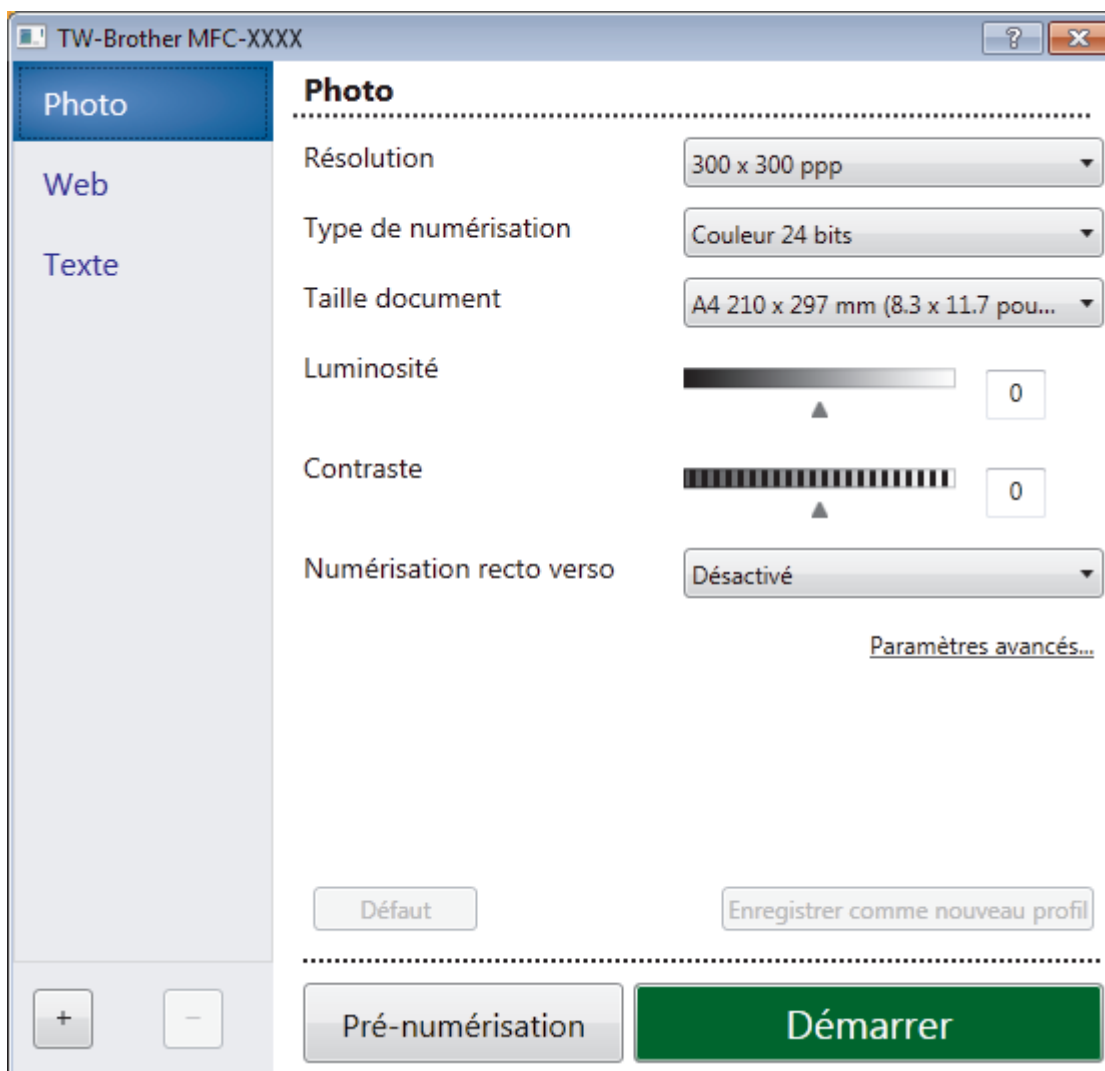 TW-Brother MFC-XXXX
?
Photo
Web
Texte
+
−
Photo
Résolution
300 x 300 ppp
Type de numérisation
Couleur 24 bits
Taille document
A4 210 x 297 mm (8.3 x 11.7 pou...
Luminosité
0
Contraste
0
Numérisation recto verso
Désactivé
Paramètres avancés...
Défaut
Enregistrer comme nouveau profil
Pré-numérisation
Démarrer